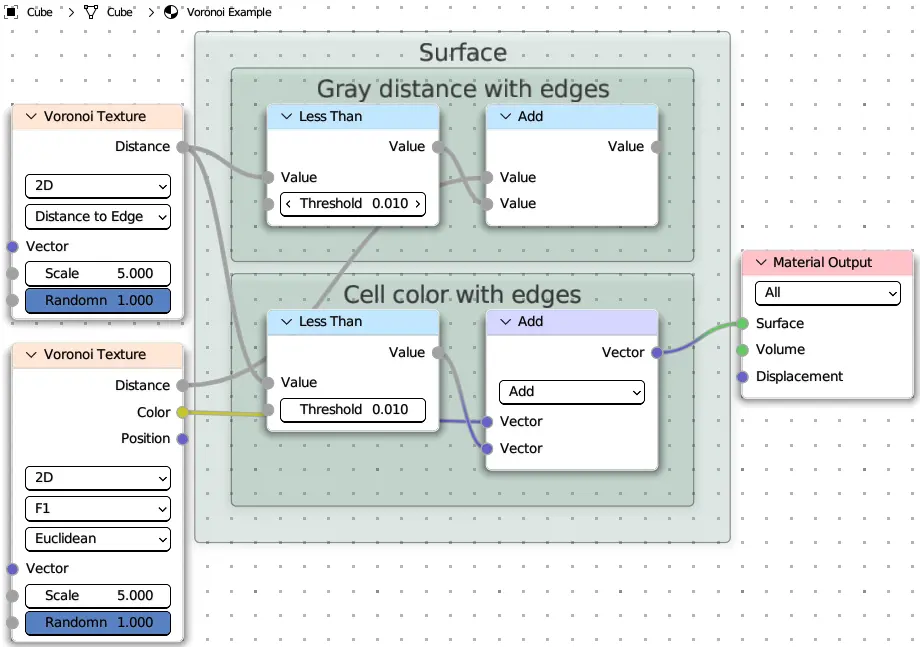 Cube > Cube > Voronoi Example
Surface
Gray distance with edges
Voronoi Texture
Distance
2D
Distance to Edge
Vector
Scale 5.000
Randomn 1.000
Less Than
Value
Value
Threshold 0.010
Add
Value
Value
Value
Cell color with edges
Voronoi Texture
Distance
Color
Position
2D
F1
Euclidean
Vector
Scale 5.000
Randomn 1.000
Less Than
Value
Value
Threshold 0.010
Add
Vector
Add
Vector
Vector
Material Output
All
Surface
Volume
Displacement